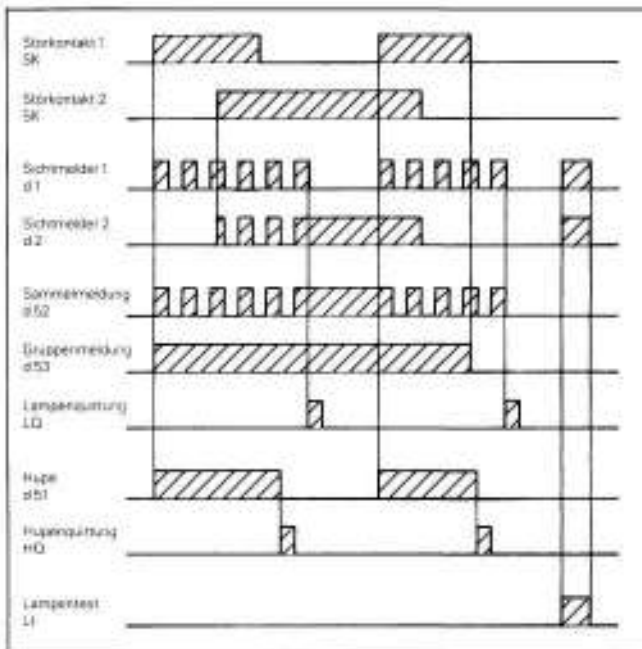 Störkontakt 1
SK
Störkontakt 2
SK
Sichtmelder 1
d1
Sichtmelder 2
d2
Sammelmeldung
d52
Gruppenmeldung
d53
Lampenquittung
LQ
Hupe
d51
Hupenquittung
HQ
Lampentest